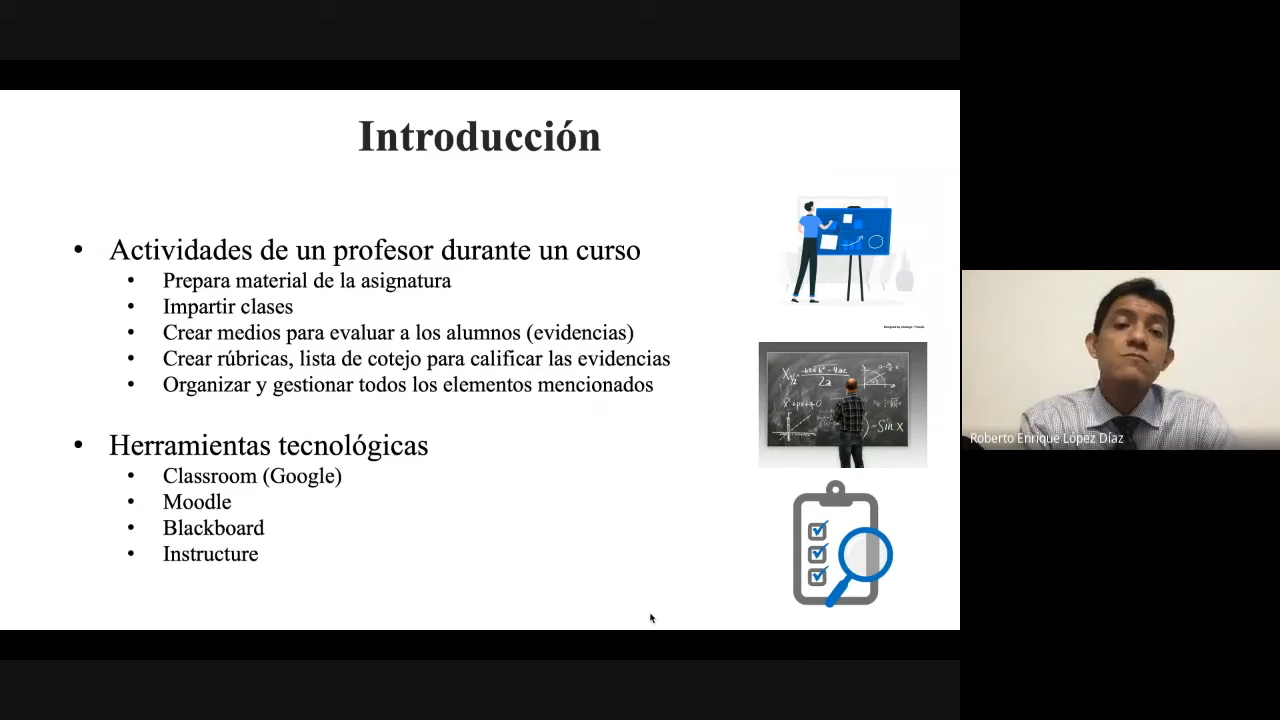 Introducción
• Actividades de un profesor durante un curso
• Prepara material de la asignatura
• Impartir clases
• Crear medios para evaluar a los alumnos (evidencias)
• Crear rúbricas, lista de cotejo para calificar las evidencias
• Organizar y gestionar todos los elementos mencionados
• Herramientas tecnológicas
• Classroom (Google)
• Moodle
• Blackboard
• Instructure
Roberto Enrique López Díaz